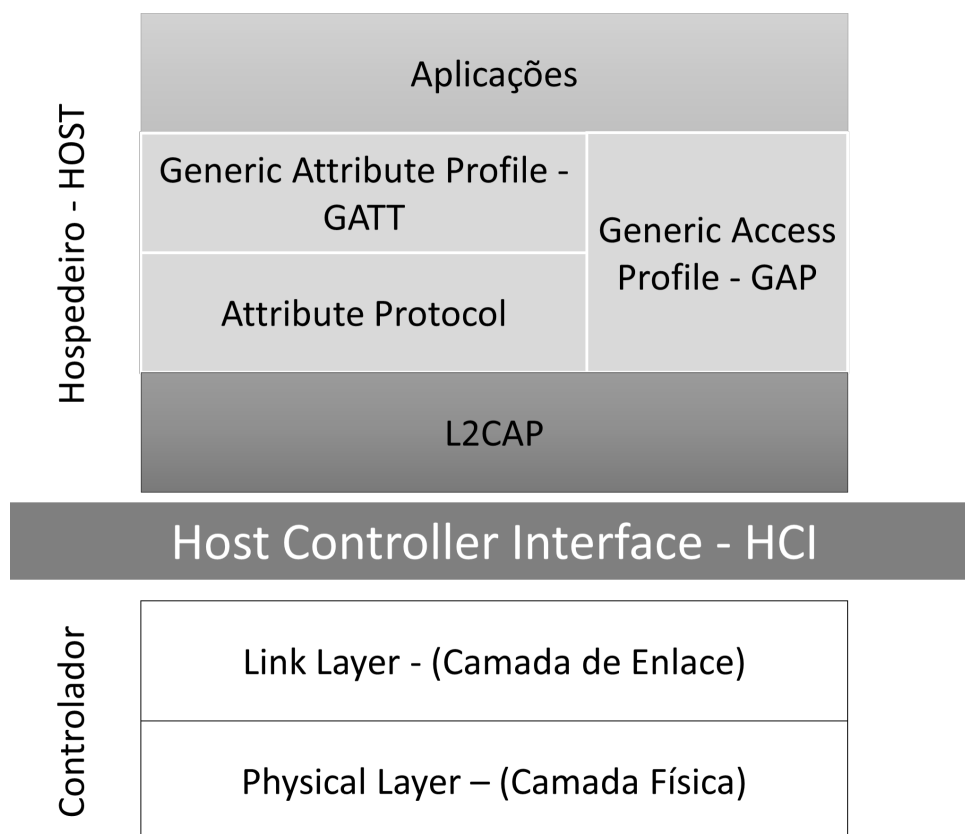 Hospedeiro - HOST
Aplicações
Generic Attribute Profile -
GATT
Generic Access
Profile - GAP
Attribute Protocol
L2CAP
Host Controller Interface - HCI
Controlador
Link Layer - (Camada de Enlace)
Physical Layer – (Camada Física)